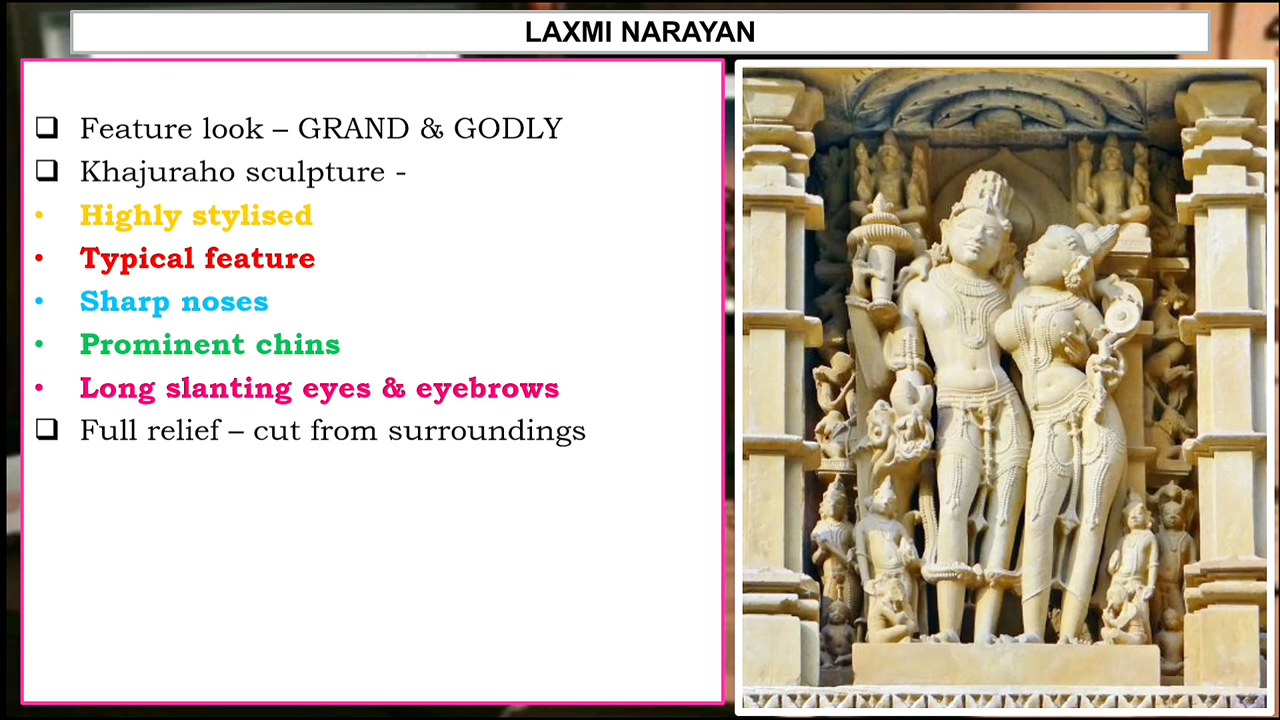 LAXMI NARAYAN
❑ Feature look – GRAND & GODLY
❑ Khajuraho sculpture -
• Highly stylised
• Typical feature
• Sharp noses
• Prominent chins
• Long slanting eyes & eyebrows
❑ Full relief – cut from surroundings